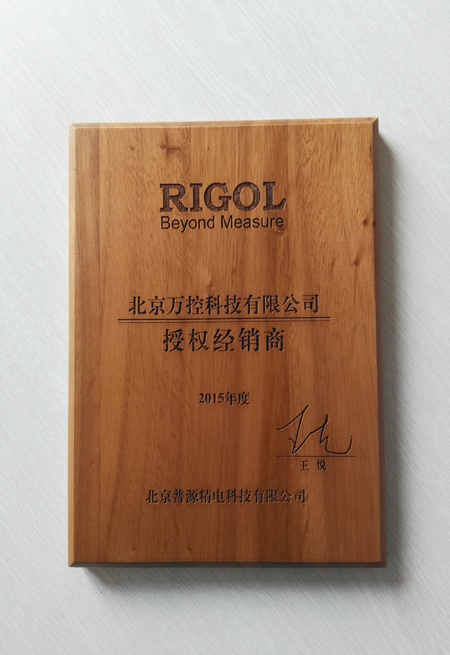 RIGOL
Beyond Measure
北京万控科技有限公司
授权经销商
2015年度
王悦
北京普源精电科技有限公司